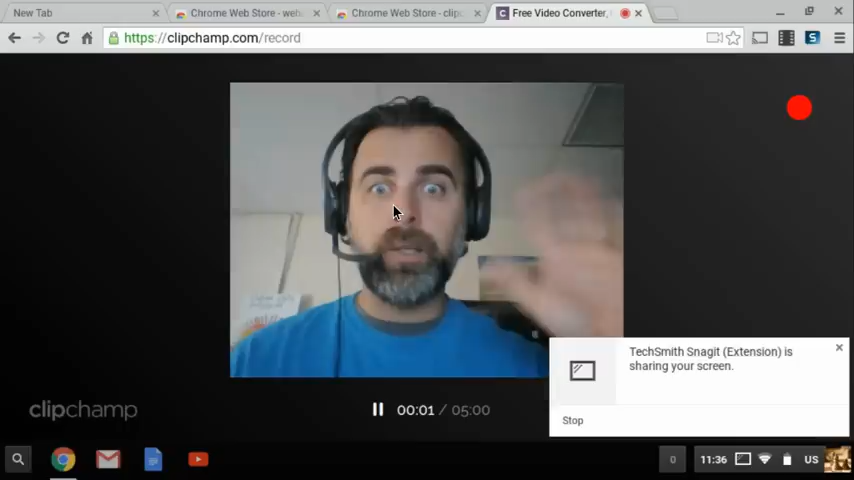 New Tab
Chrome Web Store - web
Chrome Web Store - clip
Free Video Converter,
https://clipchamp.com/record
TechSmith Snagit (Extension) is
sharing your screen.
Stop
clipchamp
00:01 / 05:00
0
11:36
US